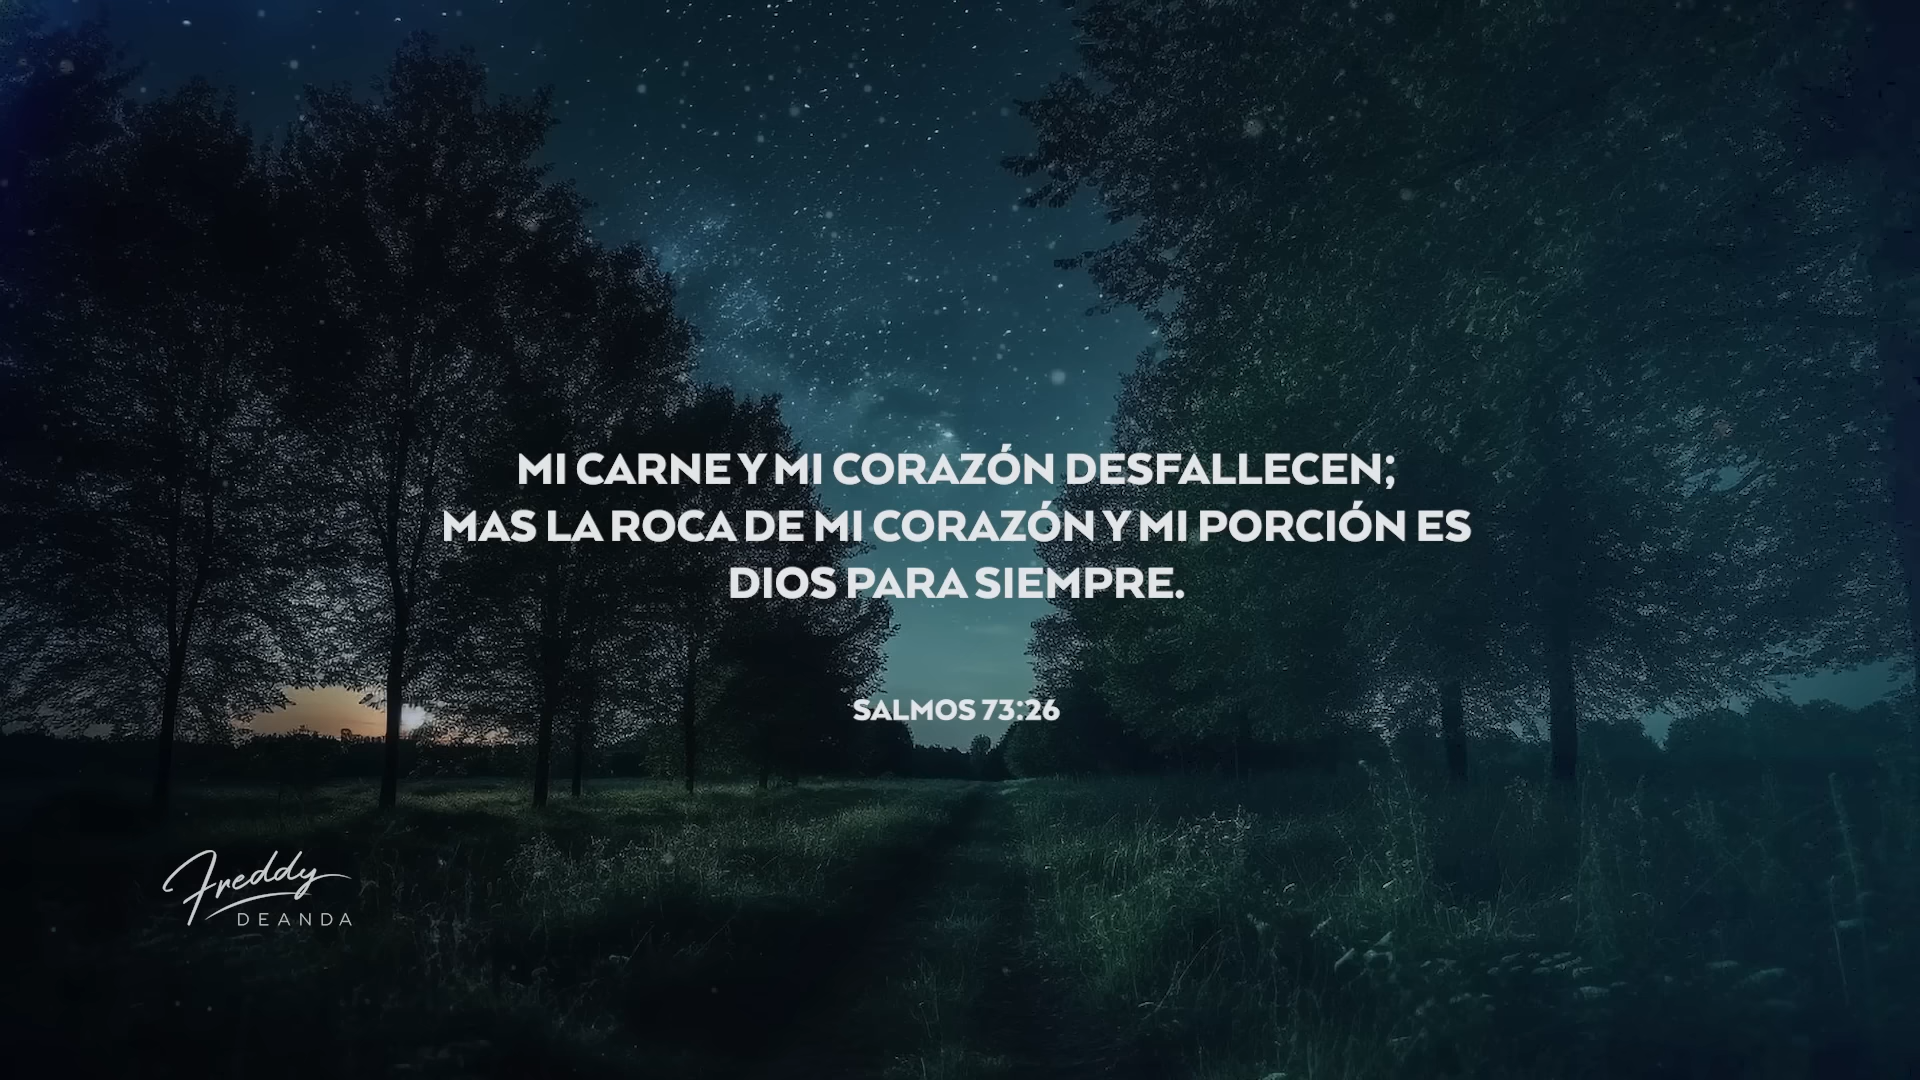 MI CARNE Y MI CORAZÓN DESFALLECEN;
MAS LA ROCA DE MI CORAZÓN Y MI PORCIÓN ES
DIOS PARA SIEMPRE.
SALMOS 73:26
Freddy
DEANDA